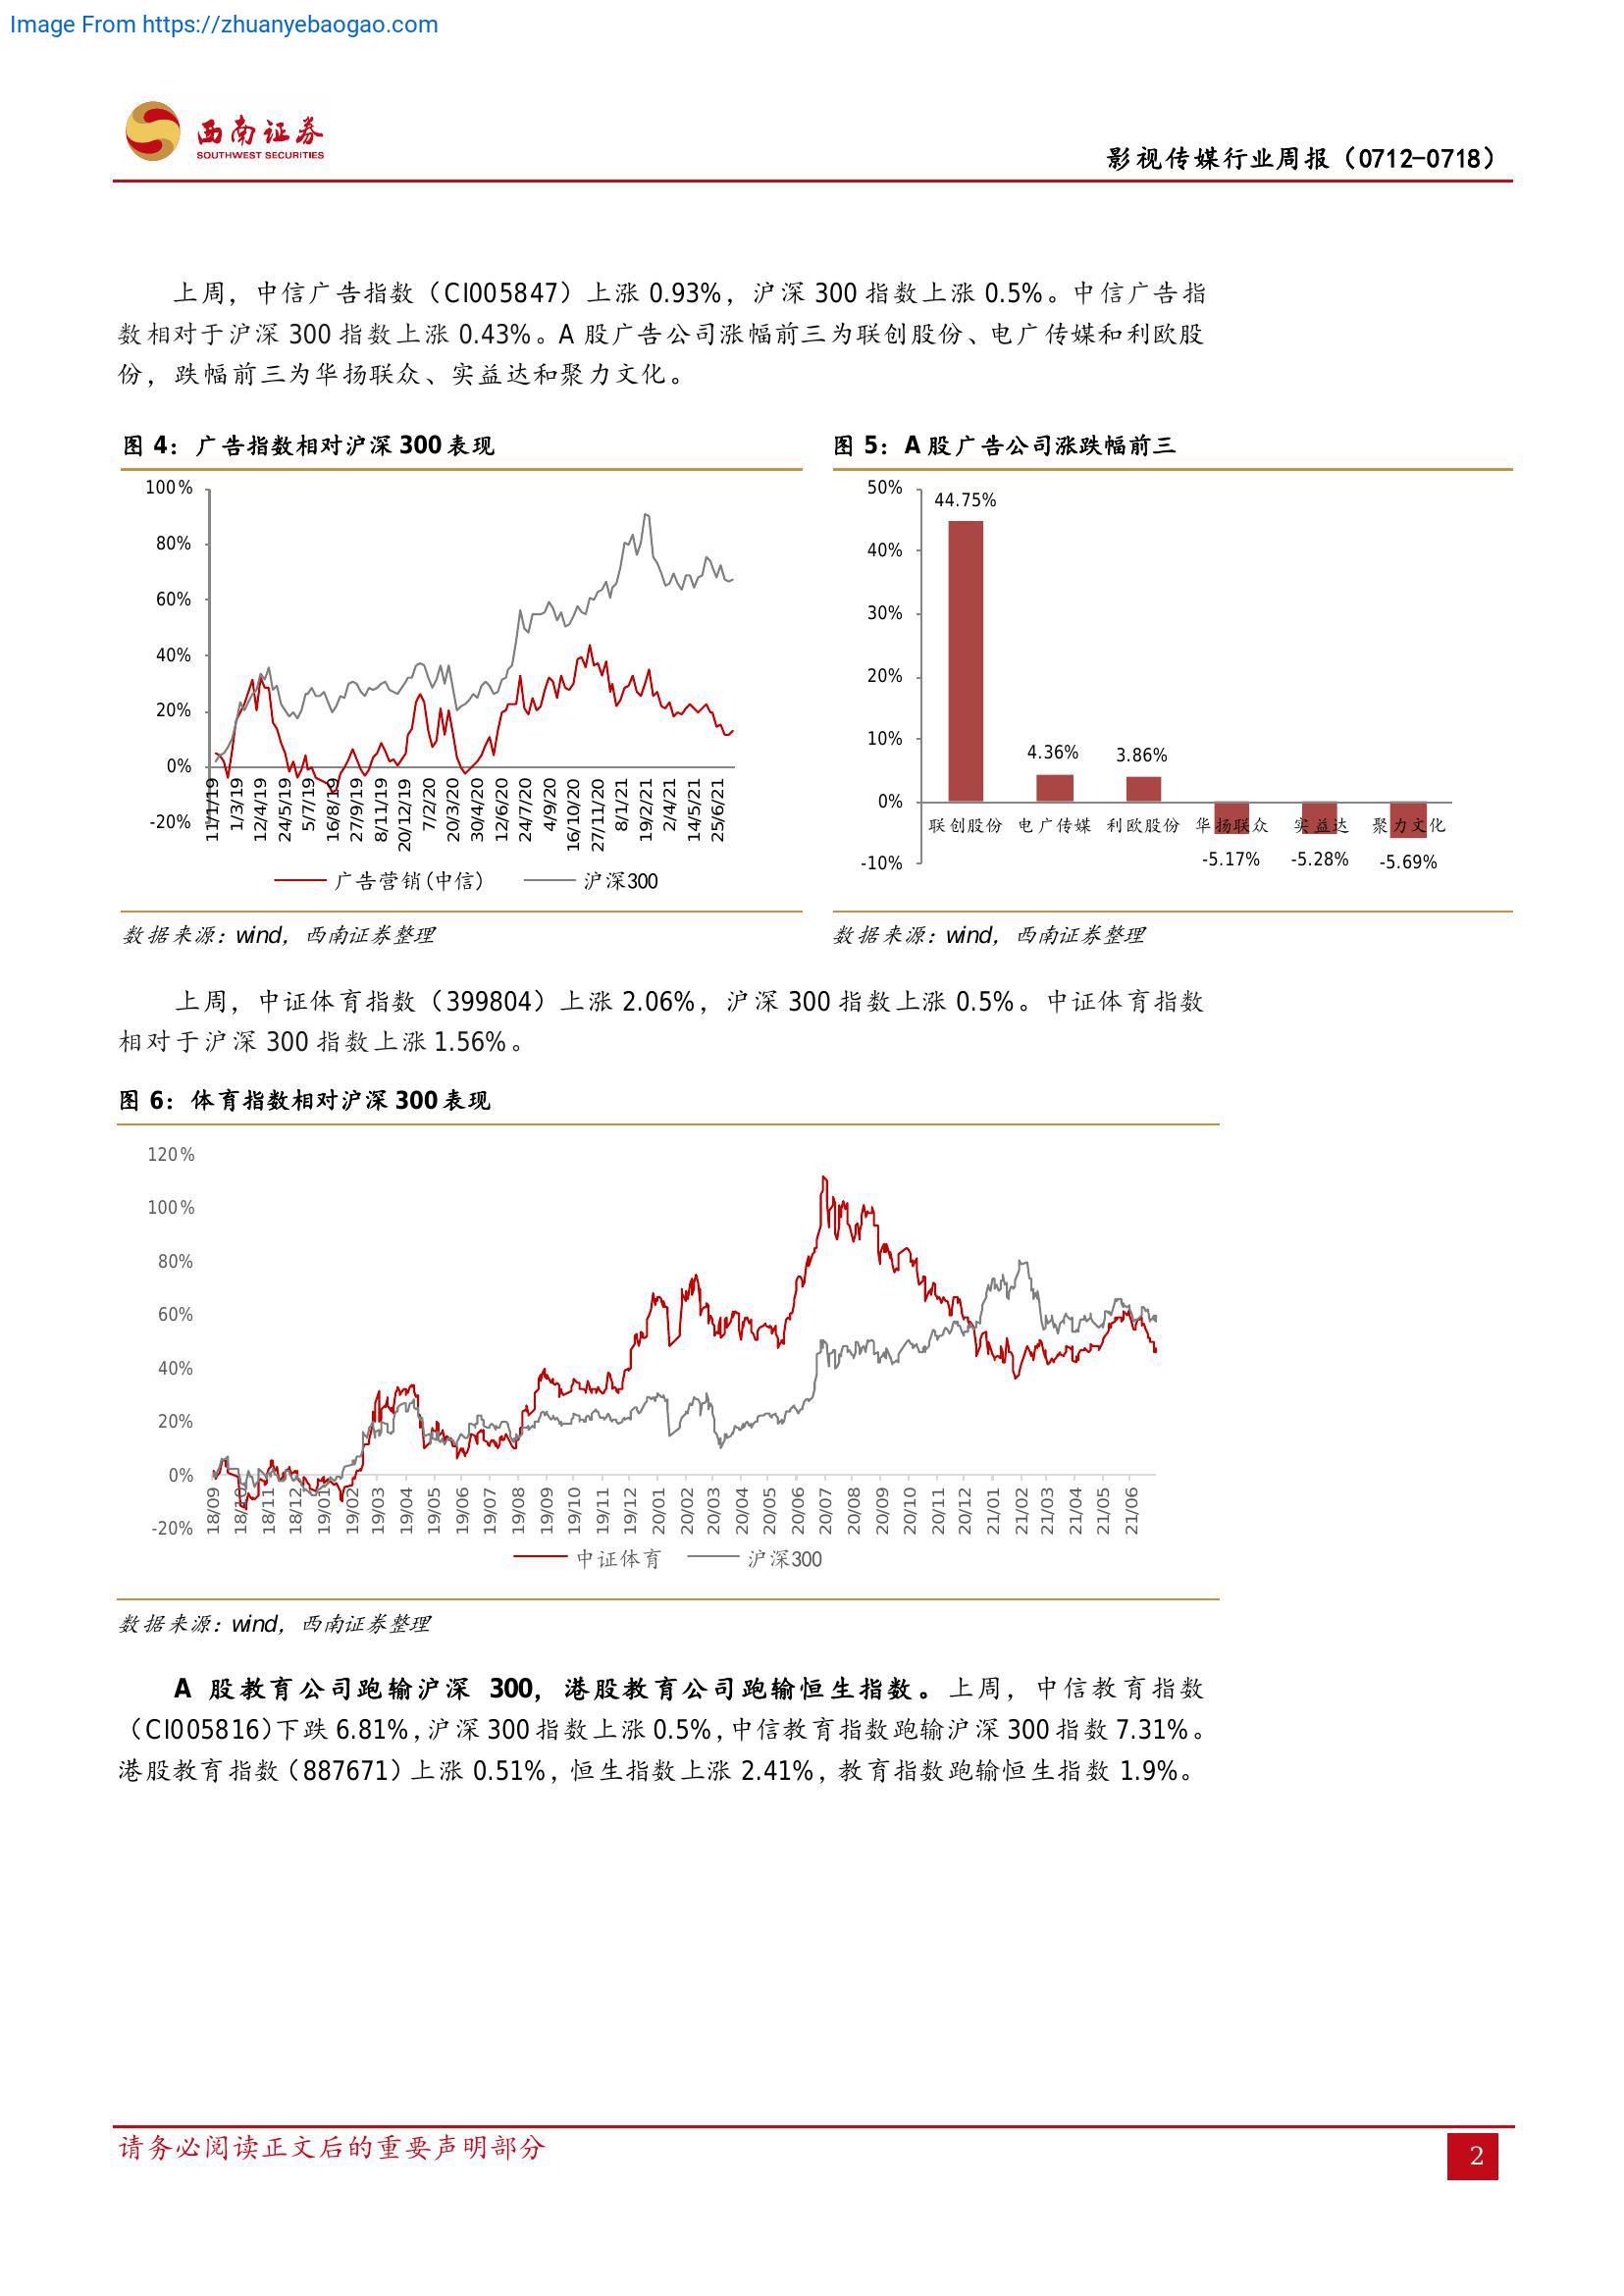 Image From https://zhuanyebaogao.com
西南证券
SOUTHWEST SECURITIES
影视传媒行业周报（0712-0718）
上周，中信广告指数（CI005847）上涨 0.93%，沪深 300 指数上涨 0.5%。中信广告指
数相对于沪深 300 指数上涨 0.43%。A 股广告公司涨幅前三为联创股份、电广传媒和利欧股
份，跌幅前三为华扬联众、实益达和聚力文化。
图 4：广告指数相对沪深 300 表现
100%
80%
60%
40%
20%
0%
-20%
11/1/19 1/3/19 12/4/19 24/5/19 5/7/19 16/8/19 27/9/19 8/11/19 20/12/19 7/2/20 20/3/20 30/4/20 12/6/20 24/7/20 4/9/20 16/10/20 27/11/20 8/1/21 19/2/21 2/4/21 14/5/21 25/6/21
广告营销(中信) 沪深300
数据来源：wind，西南证券整理
图 5：A 股广告公司涨跌幅前三
50%
40%
30%
20%
10%
0%
-10%
44.75% 4.36% 3.86%
联创股份 电广传媒 利欧股份 华扬联众 实益达 聚力文化
-5.17% -5.28% -5.69%
数据来源：wind，西南证券整理
上周，中证体育指数（399804）上涨 2.06%，沪深 300 指数上涨 0.5%。中证体育指数
相对于沪深 300 指数上涨 1.56%。
图 6：体育指数相对沪深 300 表现
120%
100%
80%
60%
40%
20%
0%
-20%
18/09 18/10 18/11 18/12 19/01 19/02 19/03 19/04 19/05 19/06 19/07 19/08 19/09 19/10 19/11 19/12 20/01 20/02 20/03 20/04 20/05 20/06 20/07 20/08 20/09 20/10 20/11 20/12 21/01 21/02 21/03 21/04 21/05 21/06
中证体育 沪深300
数据来源：wind，西南证券整理
A 股教育公司跑输沪深 300，港股教育公司跑输恒生指数。上周，中信教育指数
（CI005816）下跌 6.81%，沪深 300 指数上涨 0.5%，中信教育指数跑输沪深 300 指数 7.31%。
港股教育指数（887671）上涨 0.51%，恒生指数上涨 2.41%，教育指数跑输恒生指数 1.9%。
请务必阅读正文后的重要声明部分
2